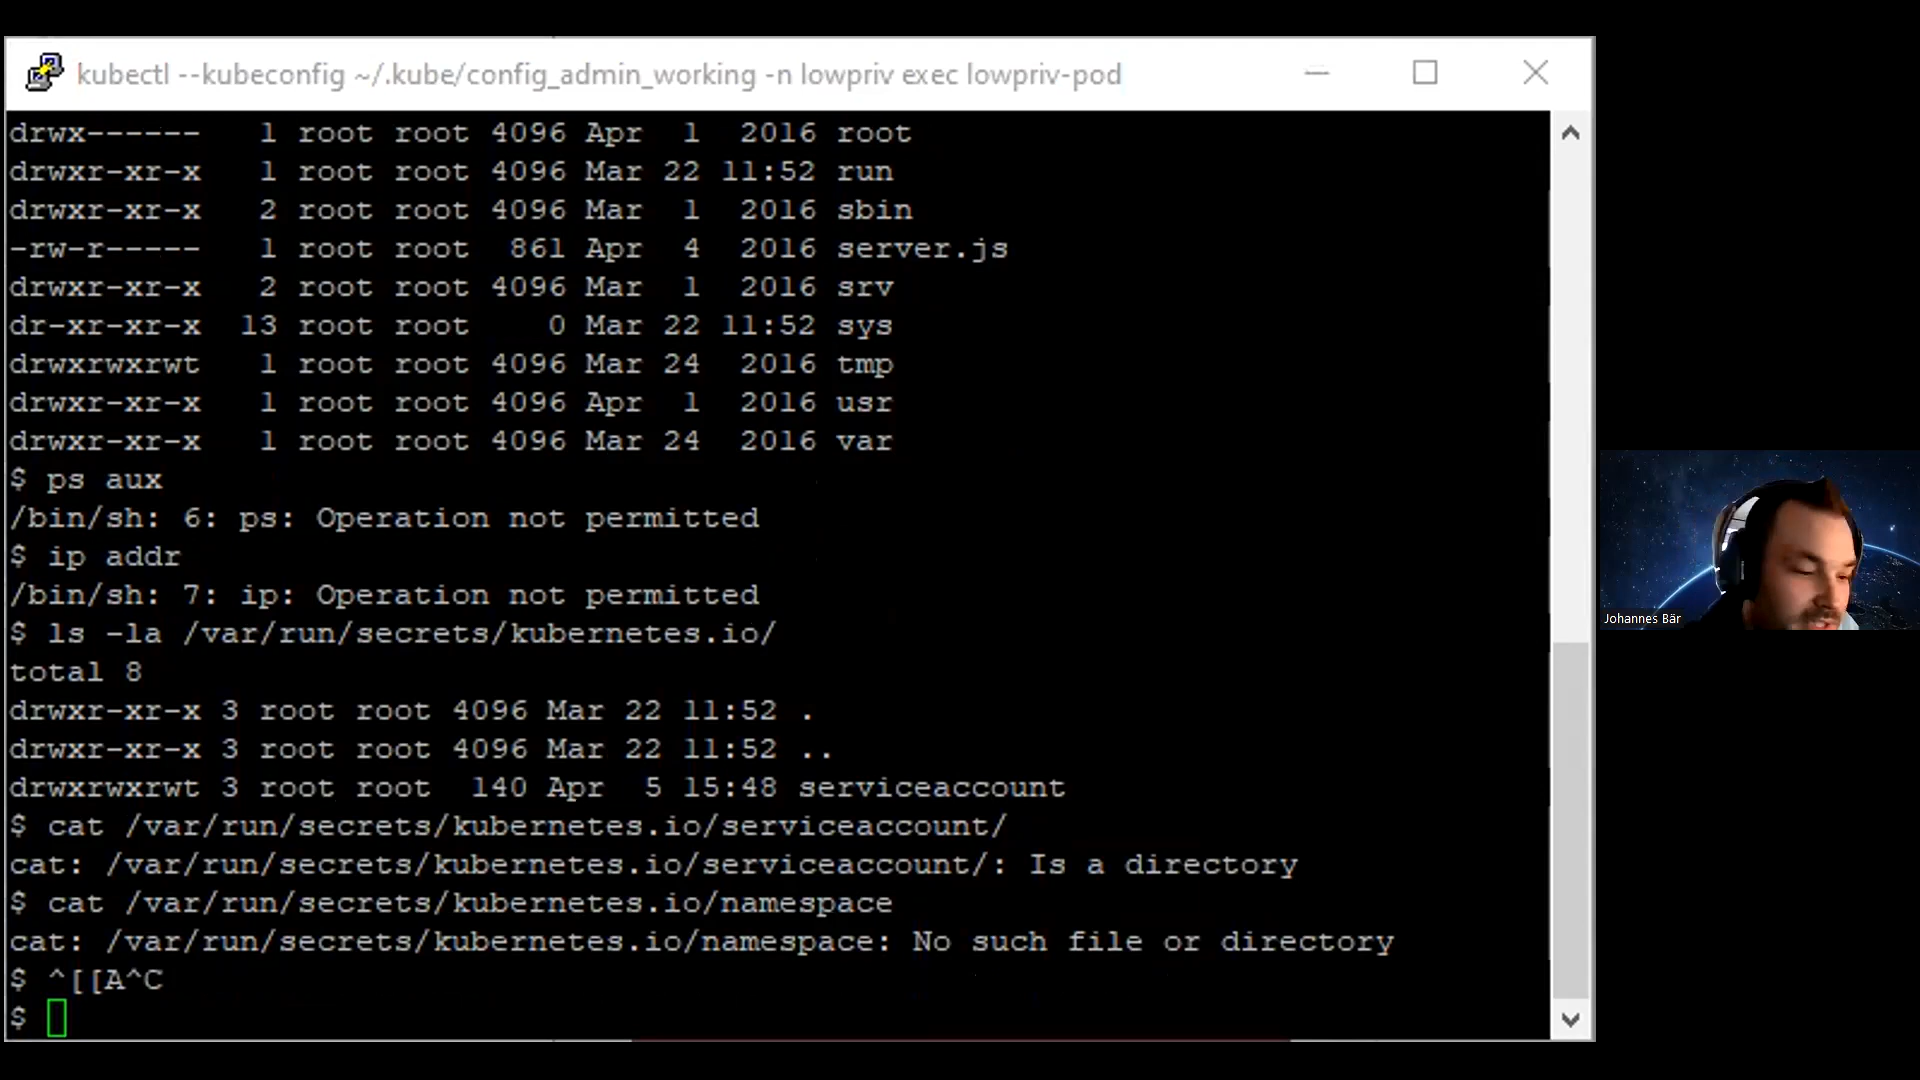 kubectl --kubeconfig ~/.kube/config_admin_working -n lowpriv exec lowpriv-pod
drwx------   1 root root 4096 Apr  1  2016 root
drwxr-xr-x   1 root root 4096 Mar 22 11:52 run
drwxr-xr-x   2 root root 4096 Mar  1  2016 sbin
-rw-r-----   1 root root  861 Apr  4  2016 server.js
drwxr-xr-x   2 root root 4096 Mar  1  2016 srv
dr-xr-xr-x  13 root root    0 Mar 22 11:52 sys
drwxrwxrwt   1 root root 4096 Mar 24  2016 tmp
drwxr-xr-x   1 root root 4096 Apr  1  2016 usr
drwxr-xr-x   1 root root 4096 Mar 24  2016 var
$ ps aux
/bin/sh: 6: ps: Operation not permitted
$ ip addr
/bin/sh: 7: ip: Operation not permitted
$ ls -la /var/run/secrets/kubernetes.io/
total 8
drwxr-xr-x 3 root root 4096 Mar 22 11:52 .
drwxr-xr-x 3 root root 4096 Mar 22 11:52 ..
drwxrwxrwt 3 root root  140 Apr  5 15:48 serviceaccount
$ cat /var/run/secrets/kubernetes.io/serviceaccount/
cat: /var/run/secrets/kubernetes.io/serviceaccount/: Is a directory
$ cat /var/run/secrets/kubernetes.io/namespace
cat: /var/run/secrets/kubernetes.io/namespace: No such file or directory
$ ^[[A^C
$
Johannes Bär